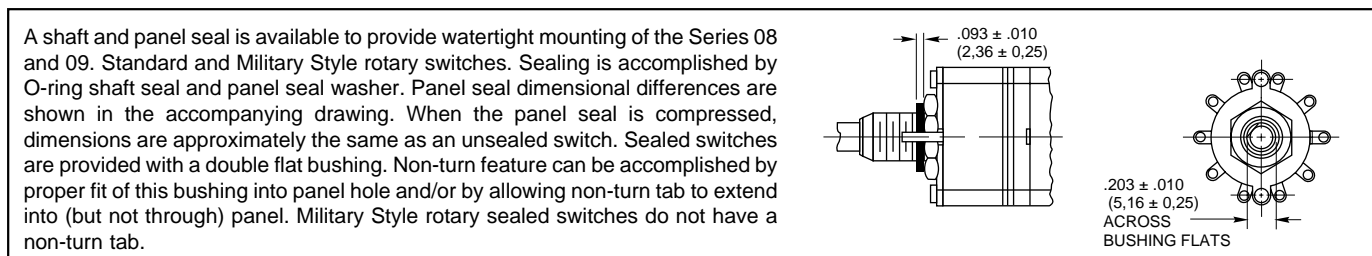 A shaft and panel seal is available to provide watertight mounting of the Series 08
and 09. Standard and Military Style rotary switches. Sealing is accomplished by
O-ring shaft seal and panel seal washer. Panel seal dimensional differences are
shown in the accompanying drawing. When the panel seal is compressed,
dimensions are approximately the same as an unsealed switch. Sealed switches
are provided with a double flat bushing. Non-turn feature can be accomplished by
proper fit of this bushing into panel hole and/or by allowing non-turn tab to extend
into (but not through) panel. Military Style rotary sealed switches do not have a
non-turn tab.
.093 ± .010
(2,36 ± 0,25)
.203 ± .010
(5,16 ± 0,25)
ACROSS
BUSHING FLATS